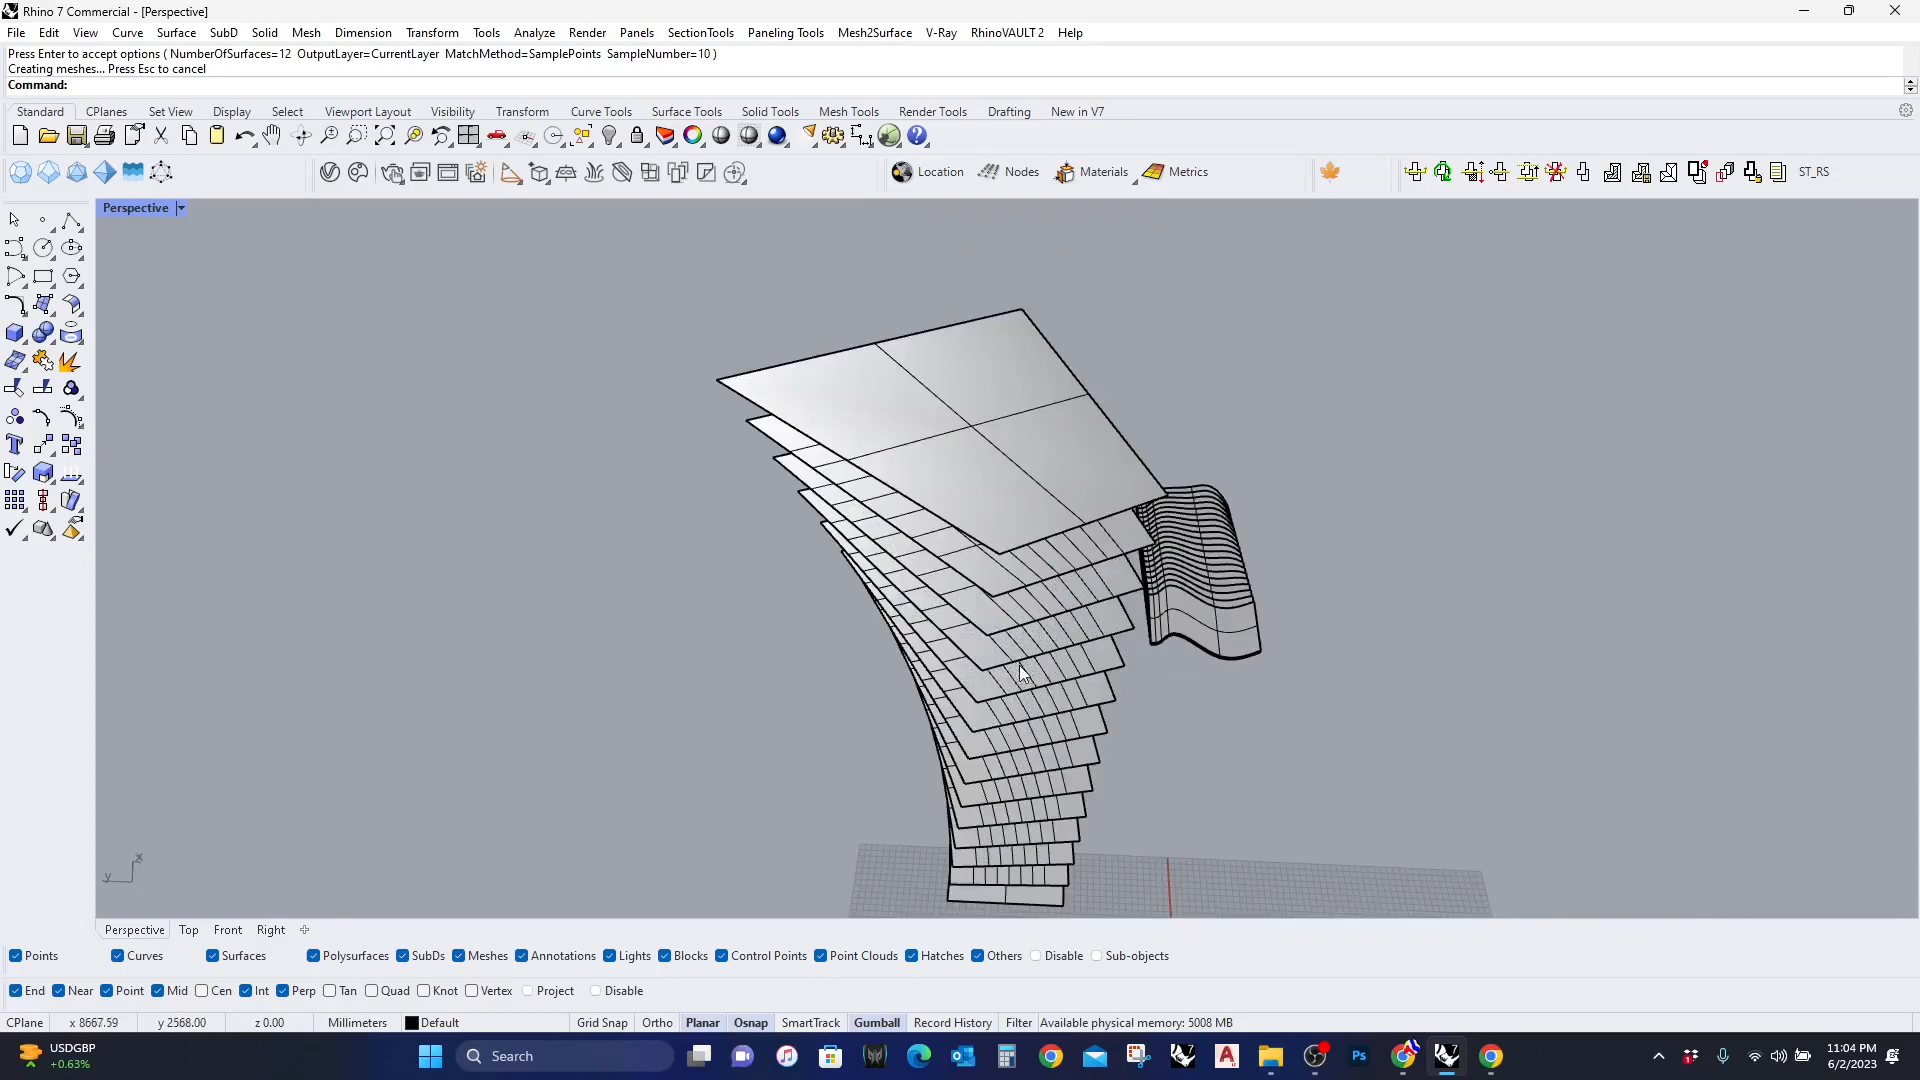 Rhino 7 Commercial - [Perspective]
File Edit View Curve Surface SubD Solid Mesh Dimension Transform Tools Analyze Render Panels SectionTools Paneling Tools Mesh2Surface V-Ray RhinoVAULT 2 Help
Press Enter to accept options ( NumberOfSurfaces=12 OutputLayer=CurrentLayer MatchMethod=SamplePoints SampleNumber=10 )
Creating meshes... Press Esc to cancel
Command:
Standard CPlanes Set View Display Select Viewport Layout Visibility Transform Curve Tools Surface Tools Solid Tools Mesh Tools Render Tools Drafting New in V7
Location Nodes Materials Metrics ST_RS
Perspective
x
y
Perspective Top Front Right
Points Curves Surfaces Polysurfaces SubDs Meshes Annotations Lights Blocks Control Points Point Clouds Hatches Others Disable Sub-objects
End Near Point Mid Cen Int Perp Tan Quad Knot Vertex Project Disable
CPlane x 8667.59 y 2568.00 z 0.00 Millimeters Default Grid Snap Ortho Planar Osnap SmartTrack Gumball Record History Filter Available physical memory: 5008 MB
USDGBP
+0.63%
Search
11:04 PM
6/2/2023